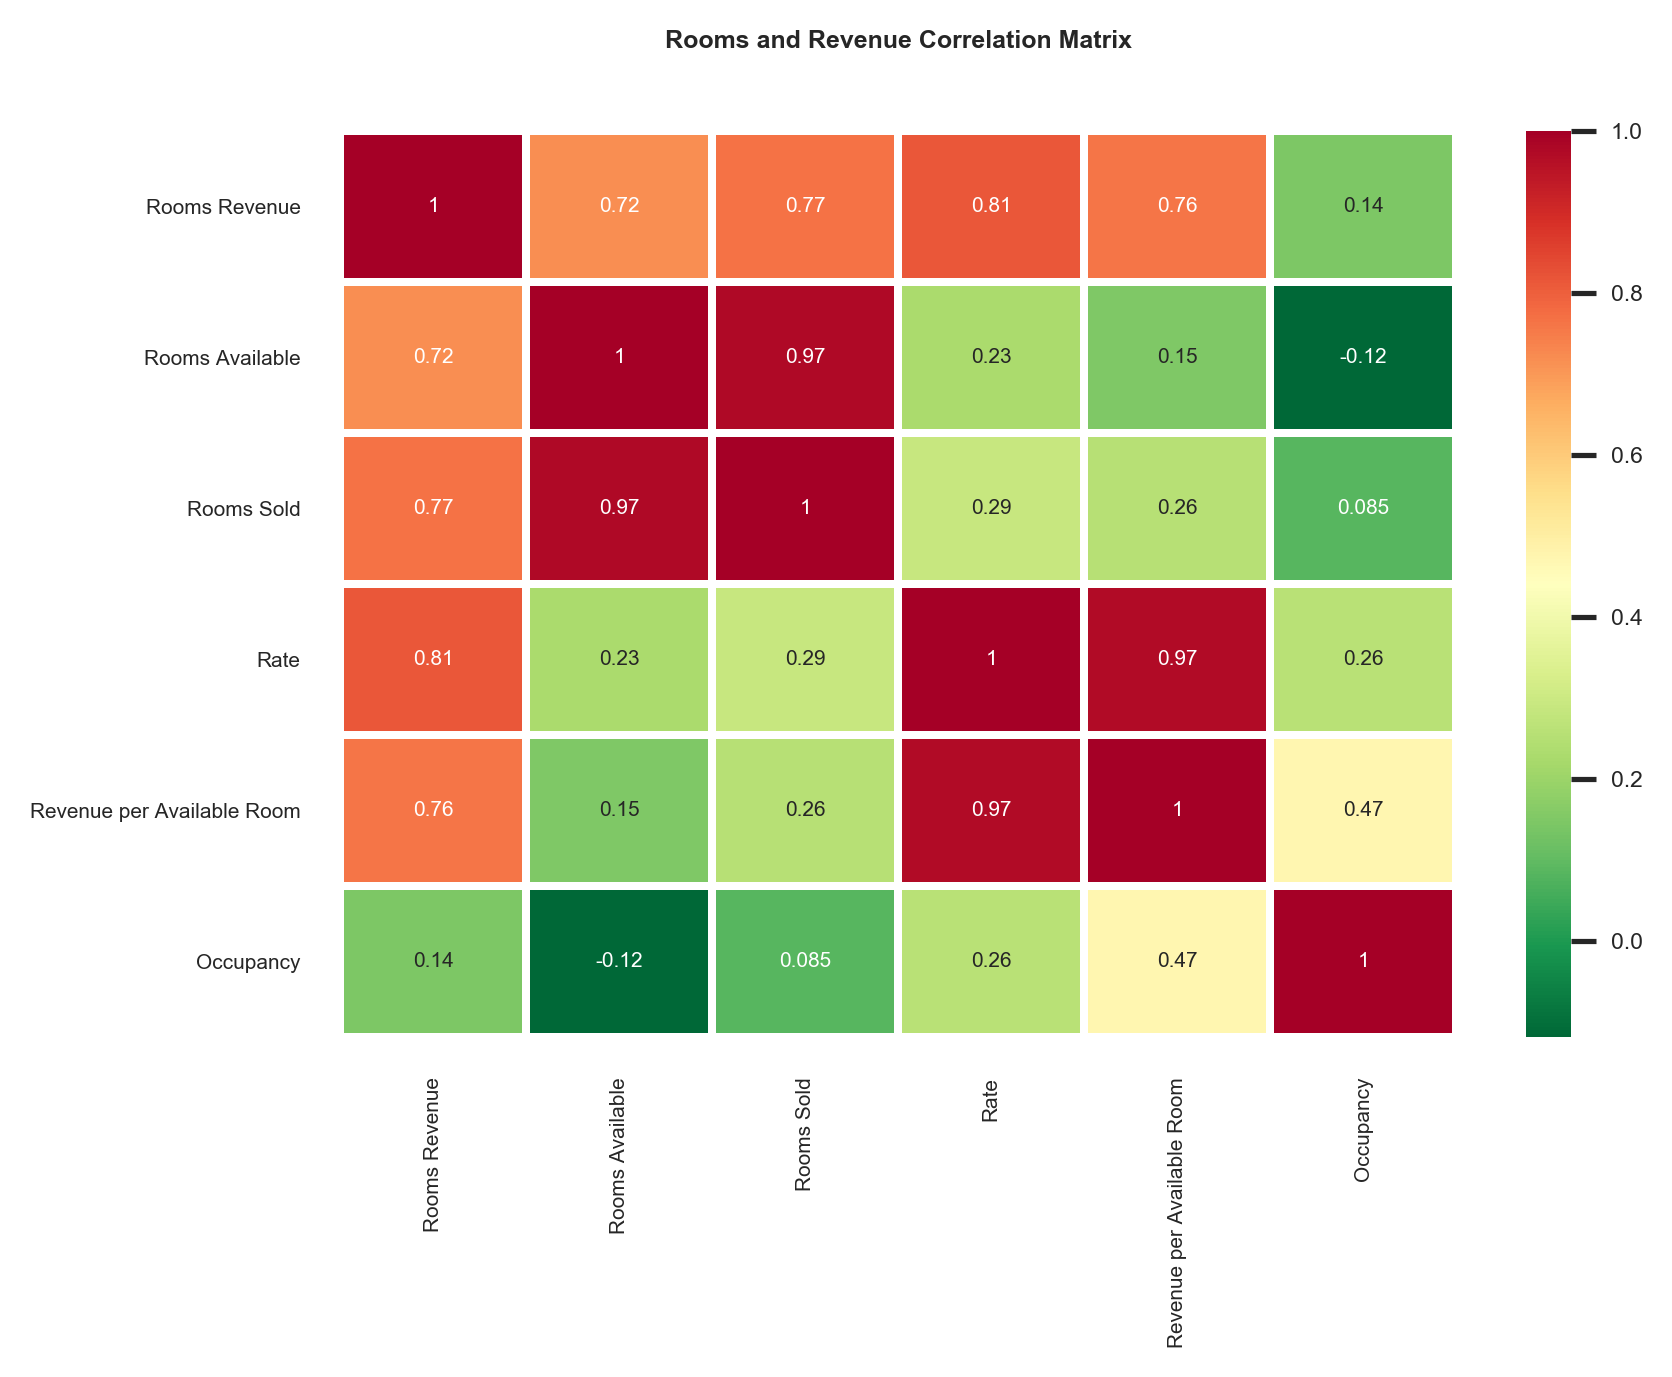 Rooms and Revenue Correlation Matrix
1.0
Rooms Revenue 1 0.72 0.77 0.81 0.76 0.14
0.8
Rooms Available 0.72 1 0.97 0.23 0.15 -0.12
0.6
Rooms Sold 0.77 0.97 1 0.29 0.26 0.085
0.4
Rate 0.81 0.23 0.29 1 0.97 0.26
0.2
Revenue per Available Room 0.76 0.15 0.26 0.97 1 0.47
0.0
Occupancy 0.14 -0.12 0.085 0.26 0.47 1
Rooms Revenue
Rooms Available
Rooms Sold
Rate
Revenue per Available Room
Occupancy